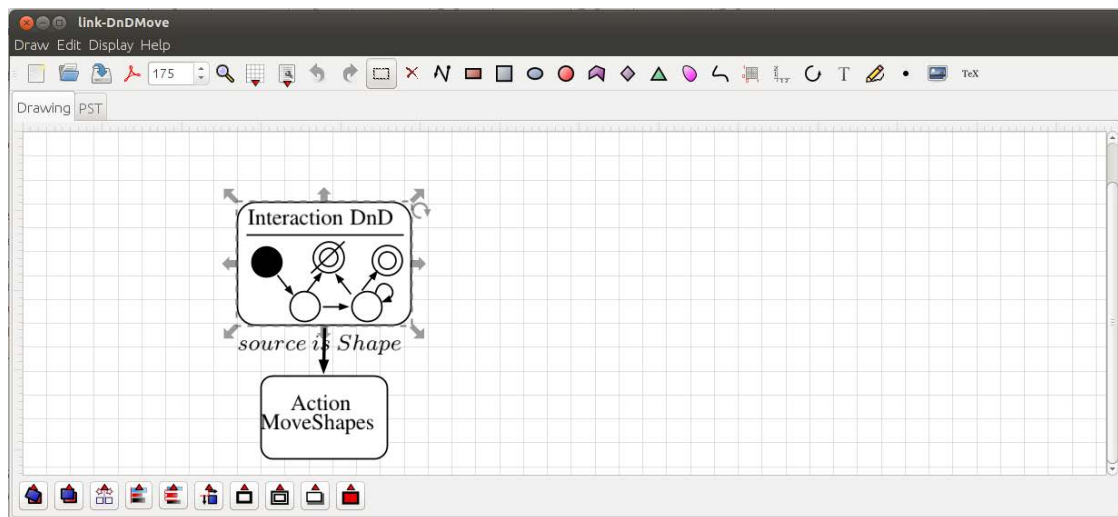 link-DnDMove
Draw Edit Display Help
175 T TeX
Drawing PST
Interaction DnD
source is Shape
Action
MoveShapes